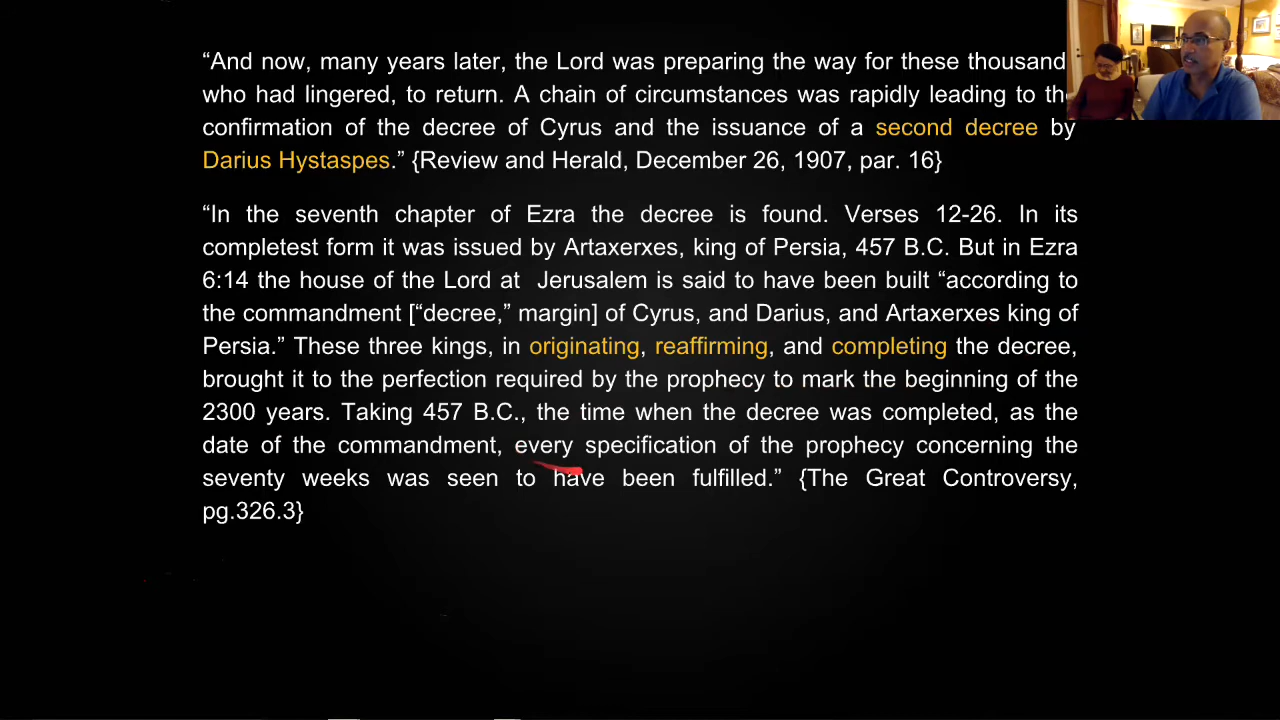 “And now, many years later, the Lord was preparing the way for these thousand
who had lingered, to return. A chain of circumstances was rapidly leading to th
confirmation of the decree of Cyrus and the issuance of a second decree by
Darius Hystaspes.” {Review and Herald, December 26, 1907, par. 16}
“In the seventh chapter of Ezra the decree is found. Verses 12-26. In its
completest form it was issued by Artaxerxes, king of Persia, 457 B.C. But in Ezra
6:14 the house of the Lord at Jerusalem is said to have been built “according to
the commandment [“decree,” margin] of Cyrus, and Darius, and Artaxerxes king of
Persia.” These three kings, in originating, reaffirming, and completing the decree,
brought it to the perfection required by the prophecy to mark the beginning of the
2300 years. Taking 457 B.C., the time when the decree was completed, as the
date of the commandment, every specification of the prophecy concerning the
seventy weeks was seen to have been fulfilled.” {The Great Controversy,
pg.326.3}